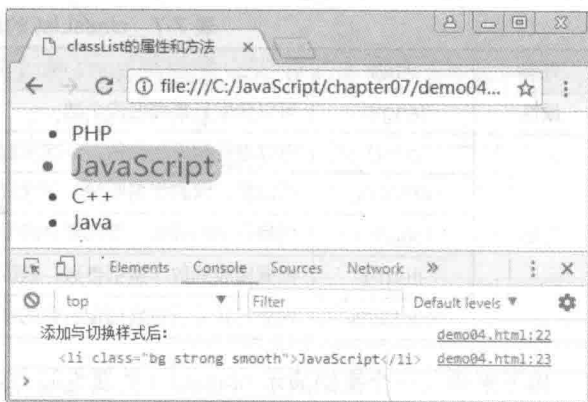 classList的属性和方法 ×
file:///C:/JavaScript/chapter07/demo04... 
PHP
JavaScript
C++
Java
Elements Console Sources Network » ×
top Filter Default levels
添加与切换样式后: demo04.html:22
<li class="bg strong smooth">JavaScript</li> demo04.html:23